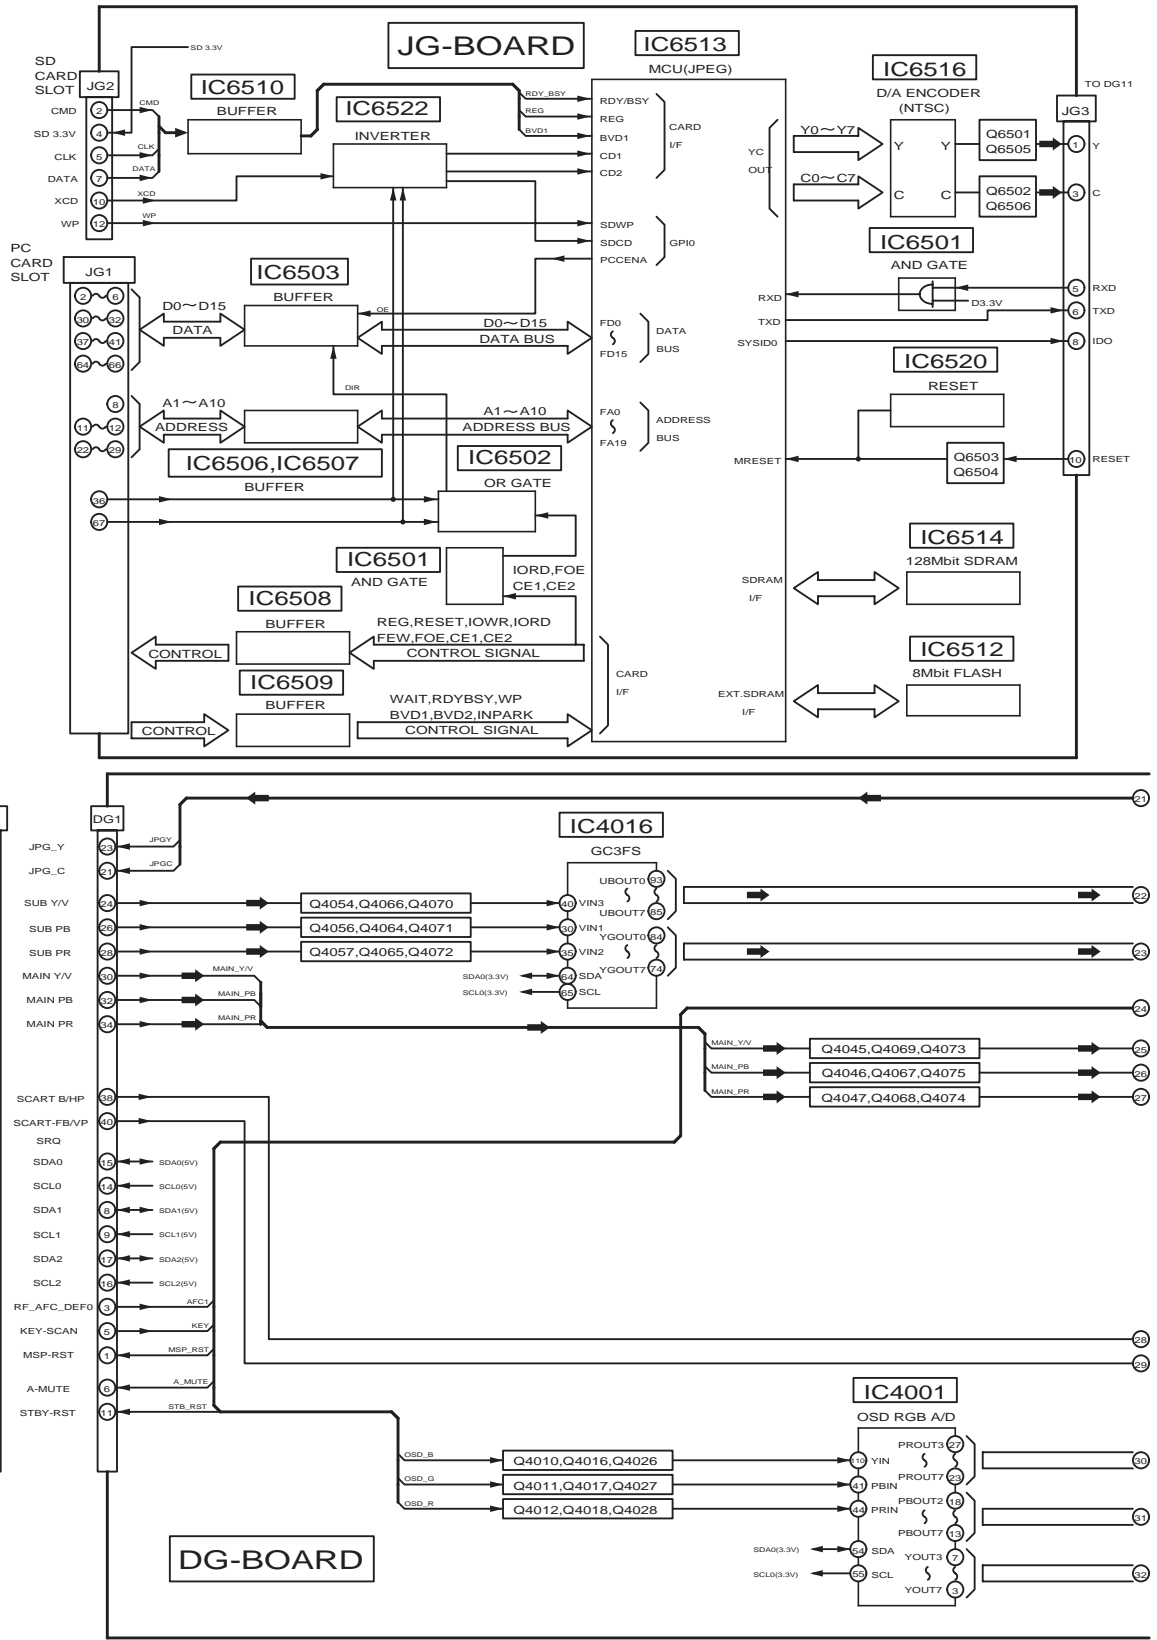 JG-BOARD
SD
CARD
SLOT
JG2
SD 3.3V
CMD
2
CMD
SD 3.3V
4
CLK
5
CLK
DATA
7
DATA
XCD
10
XCD
WP
12
WP
IC6510
BUFFER
IC6522
INVERTER
IC6513
MCU(JPEG)
RDY_BSY
RDY/BSY
REG
REG
BVD1
BVD1
CD1
CD2
CARD
I/F
SDWP
SDCD
PCCENA
GPI0
YC
OUT
Y0~Y7
C0~C7
IC6516
D/A ENCODER
(NTSC)
Y
Y
C
C
Q6501
Q6505
Q6502
Q6506
TO DG11
JG3
1
Y
3
C
5
RXD
6
TXD
8
IDO
10
RESET
IC6501
AND GATE
D3.3V
RXD
TXD
SYSID0
IC6520
RESET
MRESET
Q6503
Q6504
PC
CARD
SLOT
JG1
2
6
30
32
37
41
64
66
8
11
12
22
29
36
67
D0~D15
DATA
IC6503
BUFFER
OE
D0~D15
DATA BUS
FD0
FD15
DATA
BUS
DIR
A1~A10
ADDRESS
A1~A10
ADDRESS BUS
FA0
FA19
ADDRESS
BUS
IC6506,IC6507
BUFFER
IC6502
OR GATE
IC6501
AND GATE
IORD,FOE
CE1,CE2
IC6508
BUFFER
CONTROL
REG,RESET,IOWR,IORD
FEW,FOE,CE1,CE2
CONTROL SIGNAL
IC6509
BUFFER
CONTROL
WAIT,RDYBSY,WP
BVD1,BVD2,INPARK
CONTROL SIGNAL
CARD
I/F
SDRAM
I/F
IC6514
128Mbit SDRAM
EXT.SDRAM
I/F
IC6512
8Mbit FLASH
DG1
JPG_Y
23
JPGY
JPG_C
21
JPGC
SUB Y/V
24
SUB PB
26
SUB PR
28
MAIN Y/V
30
MAIN_Y/V
MAIN PB
32
MAIN_PB
MAIN PR
34
MAIN_PR
SCART B/HP
38
SCART-FB/VP
40
SRQ
SDA0
15
SDA0(5V)
SCL0
14
SCL0(5V)
SDA1
8
SDA1(5V)
SCL1
9
SCL1(5V)
SDA2
17
SDA2(5V)
SCL2
16
SCL2(5V)
RF_AFC_DEF0
3
AFC1
KEY-SCAN
5
KEY
MSP-RST
1
MSP_RST
A-MUTE
6
A_MUTE
STBY-RST
11
STB_RST
Q4054,Q4066,Q4070
Q4056,Q4064,Q4071
Q4057,Q4065,Q4072
IC4016
GC3FS
40
VIN3
30
VIN1
35
VIN2
SDA0(3.3V)
64
SDA
SCL0(3.3V)
65
SCL
UBOUT0
93
UBOUT7
85
YGOUT0
84
YGOUT7
74
21
22
23
24
MAIN_Y/V
Q4045,Q4069,Q4073
25
MAIN_PB
Q4046,Q4067,Q4075
26
MAIN_PR
Q4047,Q4068,Q4074
27
28
29
OSD_B
Q4010,Q4016,Q4026
OSD_G
Q4011,Q4017,Q4027
OSD_R
Q4012,Q4018,Q4028
IC4001
OSD RGB A/D
110
YIN
41
PBIN
44
PRIN
SDA0(3.3V)
54
SDA
SCL0(3.3V)
55
SCL
PROUT3
27
PROUT7
23
PBOUT2
18
PBOUT7
13
YOUT3
7
YOUT7
3
30
31
32
DG-BOARD